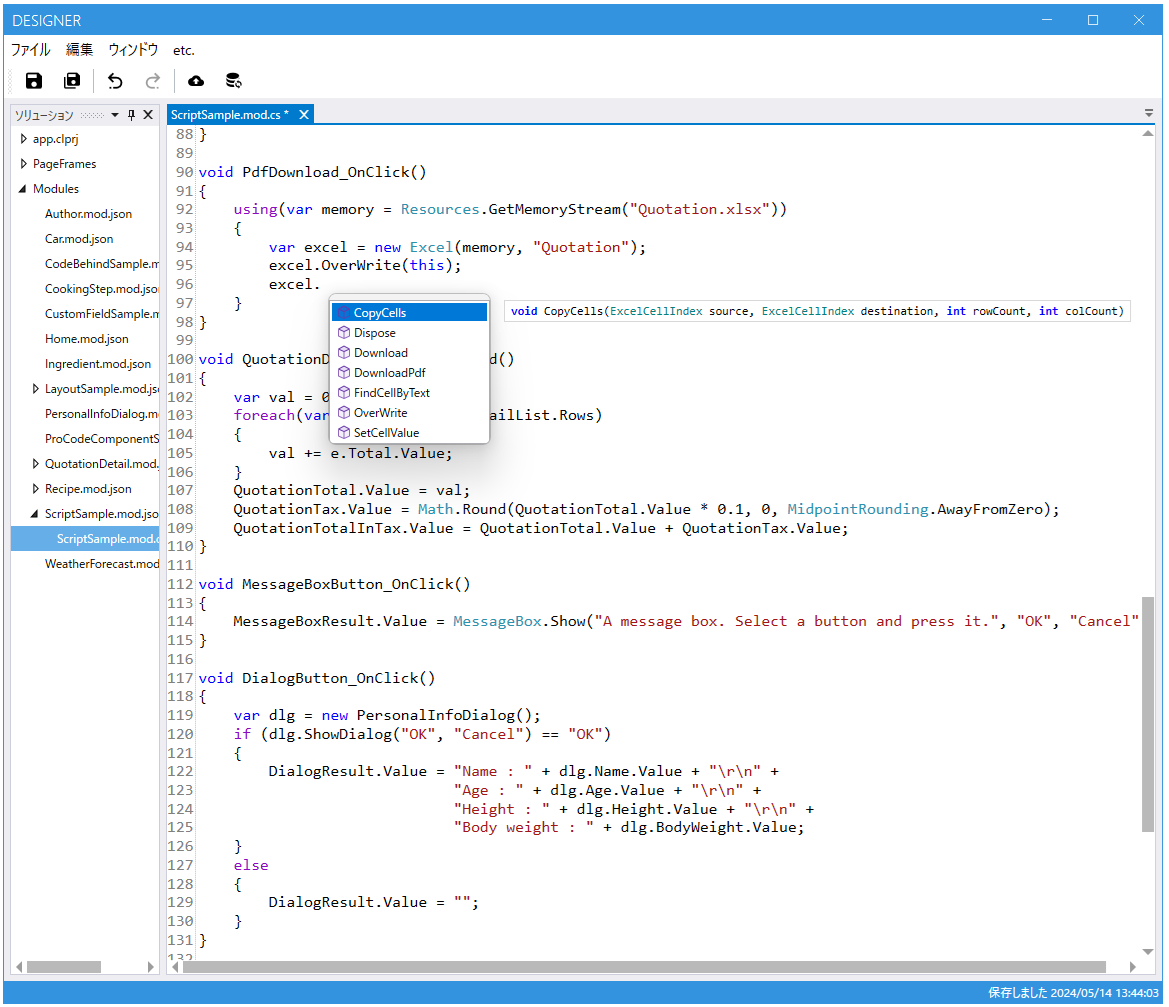 DESIGNER
ファイル 編集 ウィンドウ etc.
ソリューション
app.clprj
PageFrames
Modules
Author.mod.json
Car.mod.json
CodeBehindSample.m
CookingStep.mod.jso
CustomFieldSample.m
Home.mod.json
Ingredient.mod.json
LayoutSample.mod.js
PersonalInfoDialog.m
ProCodeComponentS
QuotationDetail.mod.
Recipe.mod.json
ScriptSample.mod.jso
ScriptSample.mod.c
WeatherForecast.mod
ScriptSample.mod.cs *
88 }
89
90 void PdfDownload_OnClick()
91 {
92 using(var memory = Resources.GetMemoryStream("Quotation.xlsx"))
93 {
94 var excel = new Excel(memory, "Quotation");
95 excel.OverWrite(this);
96 excel.
97 }
98 }
99
100 void QuotationD d()
101 {
102 var val = 0
103 foreach(var ailList.Rows)
104 {
105 val += e.Total.Value;
106 }
107 QuotationTotal.Value = val;
108 QuotationTax.Value = Math.Round(QuotationTotal.Value * 0.1, 0, MidpointRounding.AwayFromZero);
109 QuotationTotalInTax.Value = QuotationTotal.Value + QuotationTax.Value;
110 }
111
112 void MessageBoxButton_OnClick()
113 {
114 MessageBoxResult.Value = MessageBox.Show("A message box. Select a button and press it.", "OK", "Cancel"
115 }
116
117 void DialogButton_OnClick()
118 {
119 var dlg = new PersonalInfoDialog();
120 if (dlg.ShowDialog("OK", "Cancel") == "OK")
121 {
122 DialogResult.Value = "Name : " + dlg.Name.Value + "\r\n" +
123 "Age : " + dlg.Age.Value + "\r\n" +
124 "Height : " + dlg.Height.Value + "\r\n" +
125 "Body weight : " + dlg.BodyWeight.Value;
126 }
127 else
128 {
129 DialogResult.Value = "";
130 }
131 }
132
CopyCells
Dispose
Download
DownloadPdf
FindCellByText
OverWrite
SetCellValue
void CopyCells(ExcelCellIndex source, ExcelCellIndex destination, int rowCount, int colCount)
保存しました 2024/05/14 13:44:03